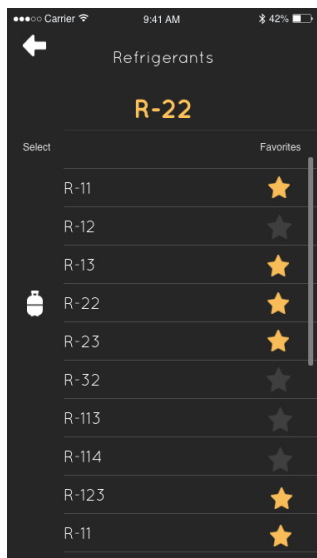 ●●●○○ Carrier 9:41 AM 42%
Refrigerants
R-22
Select Favorites
R-11
R-12
R-13
R-22
R-23
R-32
R-113
R-114
R-123
R-11